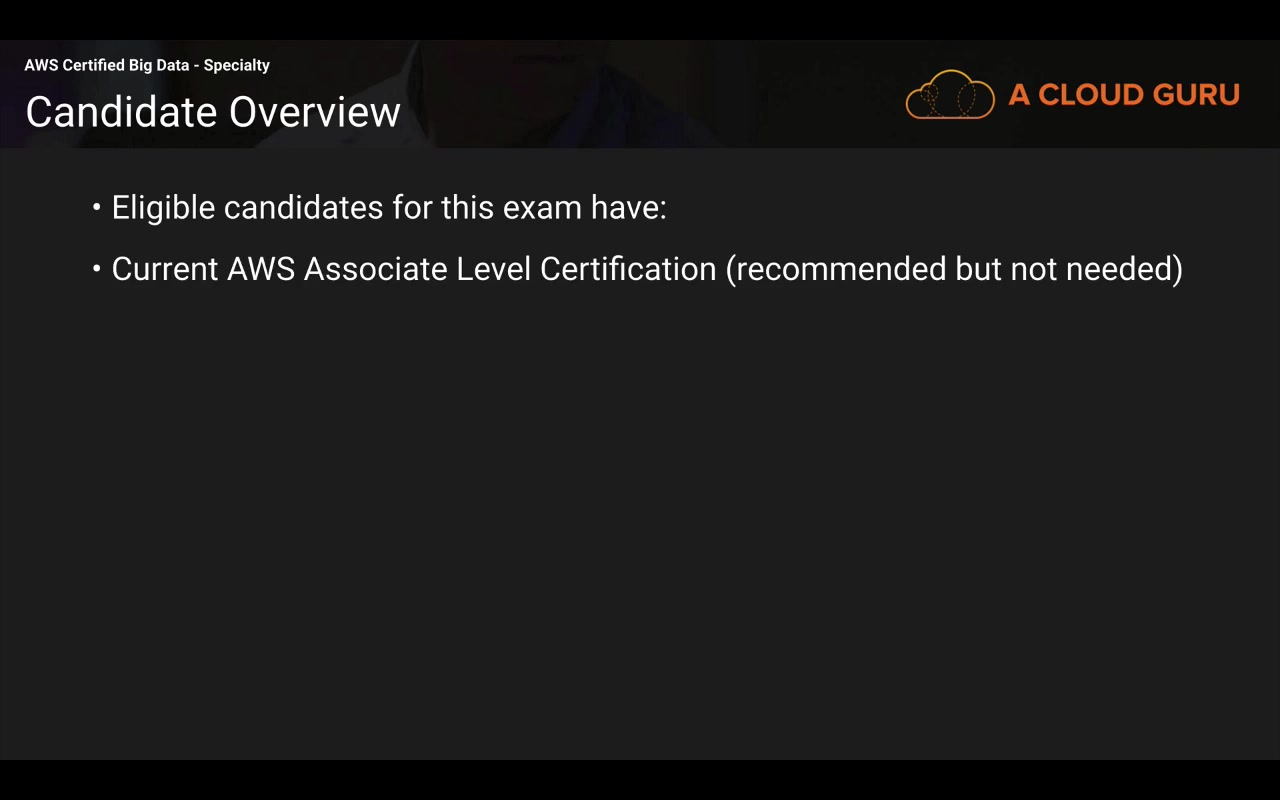 AWS Certified Big Data - Specialty
Candidate Overview
A CLOUD GURU
• Eligible candidates for this exam have:
• Current AWS Associate Level Certification (recommended but not needed)